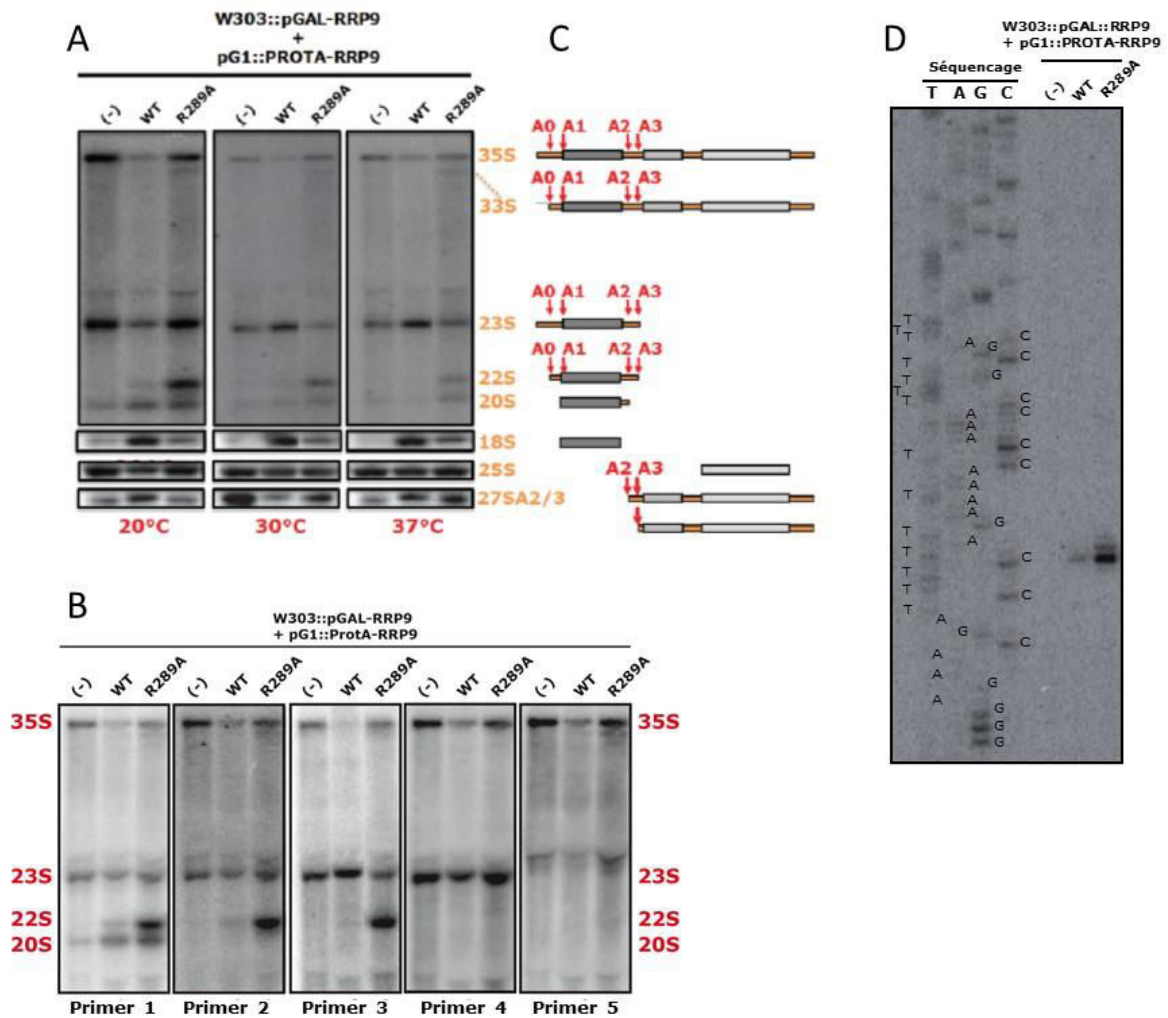 A
W303::pGAL-RRP9
+
pG1::PROTA-RRP9
(-) WT R289A (-) WT R289A (-) WT R289A
35S
33S
23S
22S
20S
18S
25S
27SA2/3
20°C 30°C 37°C
C
A0 A1 A2 A3
A0 A1 A2 A3
A0 A1 A2 A3
A0 A1 A2 A3
A2 A3
D
W303::pGAL::RRP9
+ pG1::PROTA-RRP9
Séquencage
T A G C
(-) WT R289A
T
T T
T
T
T T
T
T
T
T
T
T
T
A
A
A
A
A
A
A
A
A
A
A
A
A
A
G
G
G
G
G
G
G
G
C
C
C
C
C
C
C
C
C
B
W303::pGAL-RRP9
+ pG1::ProtA-RRP9
(-) WT R289A (-) WT R289A (-) WT R289A (-) WT R289A (-) WT R289A
35S 35S
23S 23S
22S 22S
20S 20S
Primer 1 Primer 2 Primer 3 Primer 4 Primer 5